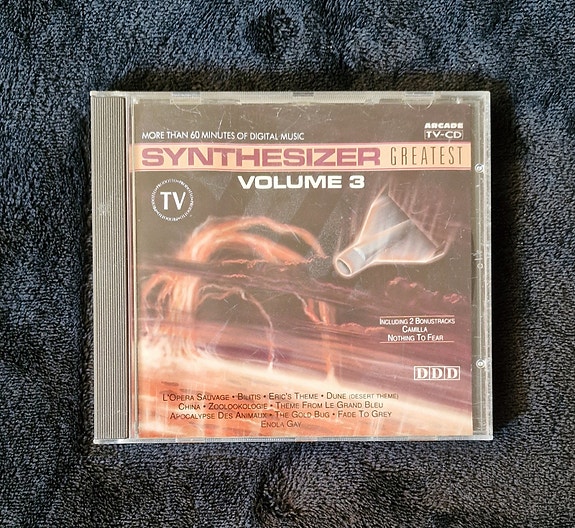 MORE THAN 60 MINUTES OF DIGITAL MUSIC
ARCADE
TV-CD
SYNTHESIZER GREATEST
VOLUME 3
TV
INCLUDING 2 BONUSTRACKS
CAMILLA
NOTHING TO FEAR
DDD
L'OPERA SAUVAGE • BILITIS • ERIC'S THEME • DUNE (DESERT THEME)
CHINA • ZOOLOOKOLOGIE • THEME FROM LE GRAND BLEU
APOCALYPSE DES ANIMAUX • THE GOLD BUG • FADE TO GREY
ENOLA GAY